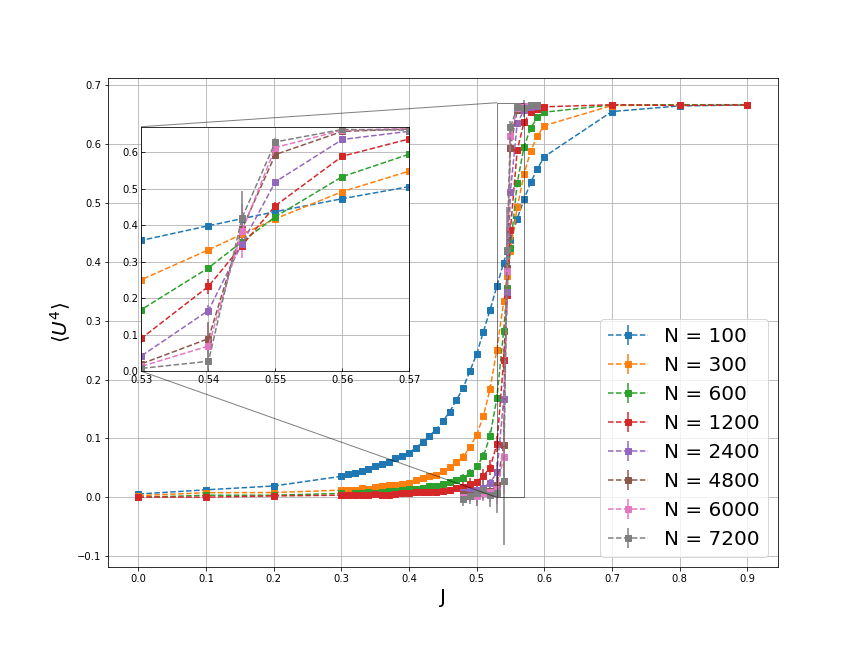 0.7
0.6
0.5
0.4
0.3
0.2
0.1
0.0
−0.1
⟨U⁴⟩
0.0 0.1 0.2 0.3 0.4 0.5 0.6 0.7 0.8 0.9
J
0.6
0.5
0.4
0.3
0.2
0.1
0.0
0.53 0.54 0.55 0.56 0.57
N = 100
N = 300
N = 600
N = 1200
N = 2400
N = 4800
N = 6000
N = 7200